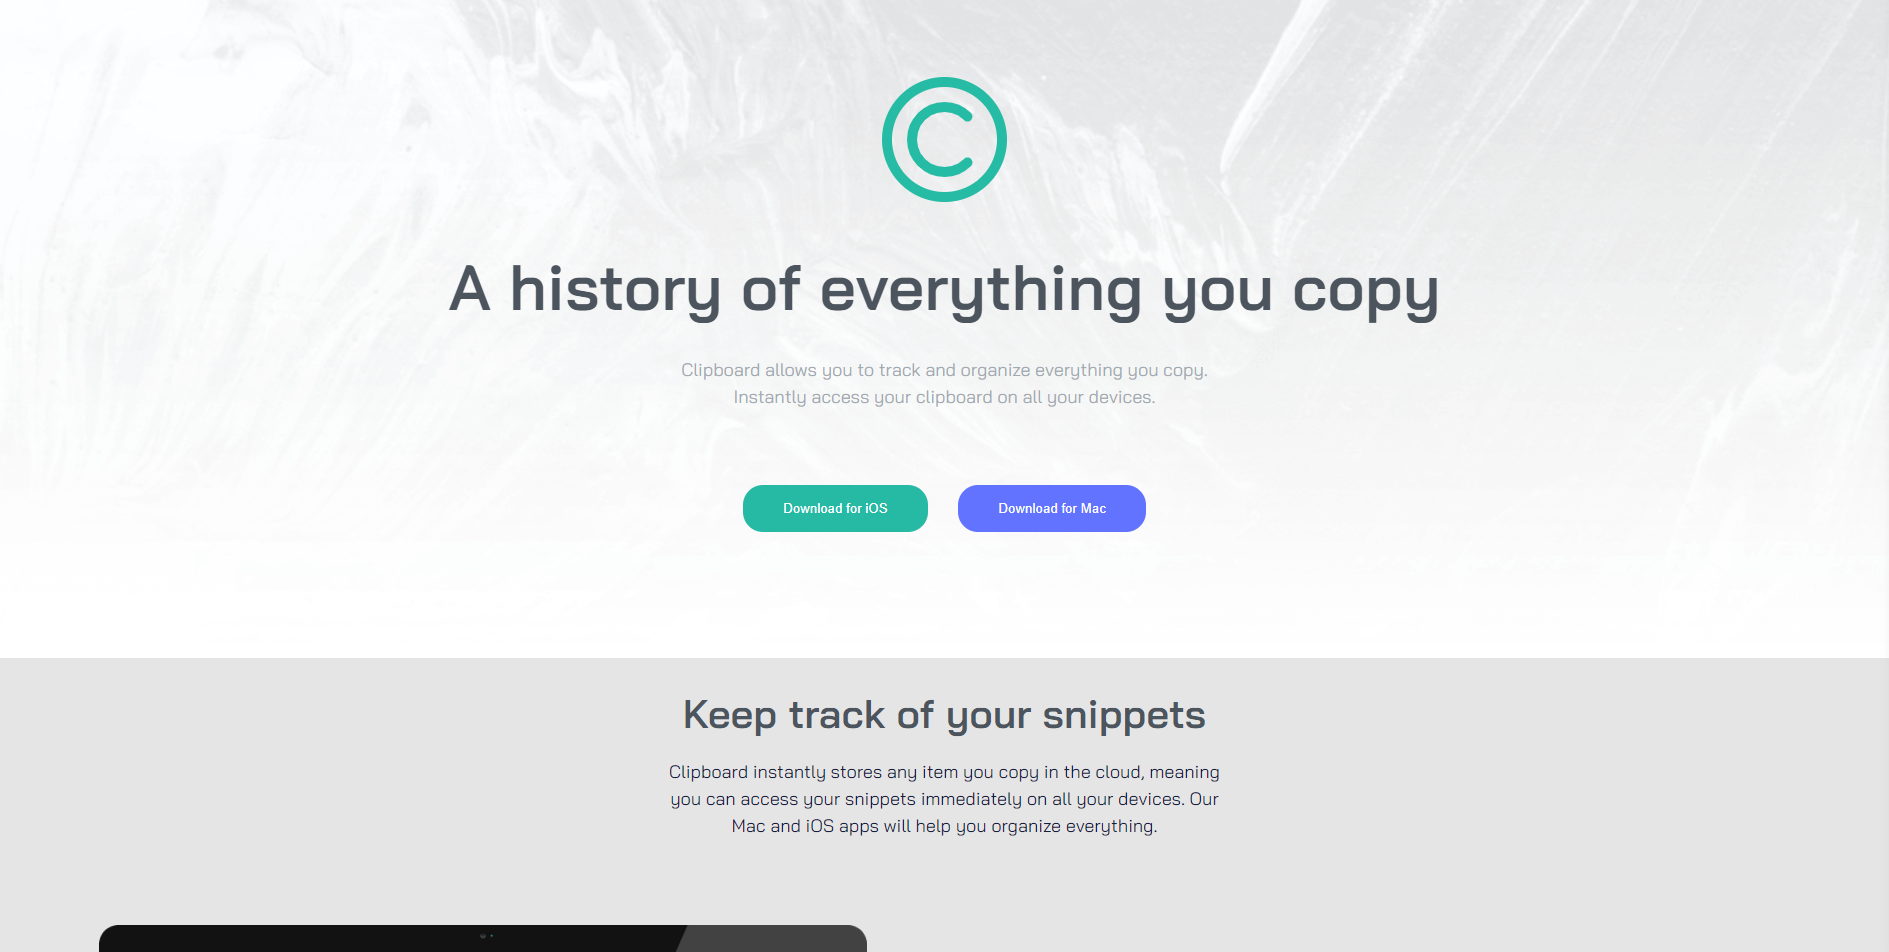 A history of everything you copy
Clipboard allows you to track and organize everything you copy.
Instantly access your clipboard on all your devices.
Download for iOS
Download for Mac
Keep track of your snippets
Clipboard instantly stores any item you copy in the cloud, meaning
you can access your snippets immediately on all your devices. Our
Mac and iOS apps will help you organize everything.